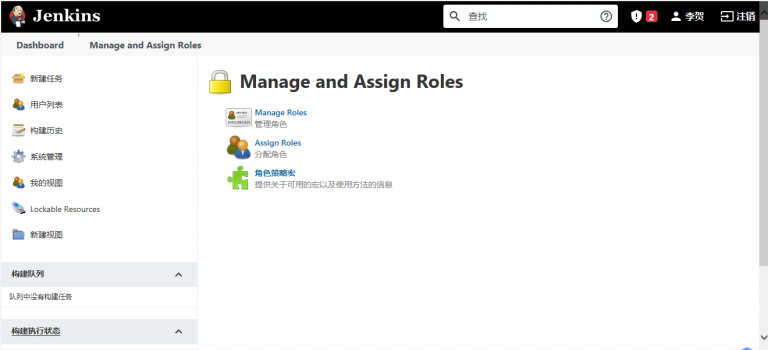 Jenkins
查找
2
李贺
注销
Dashboard
Manage and Assign Roles
新建任务
用户列表
构建历史
系统管理
我的视图
Lockable Resources
新建视图
构建队列
队列中没有构建任务
构建执行状态
Manage and Assign Roles
Manage Roles
管理角色
Assign Roles
分配角色
角色策略宏
提供关于可用的宏以及使用方法的信息